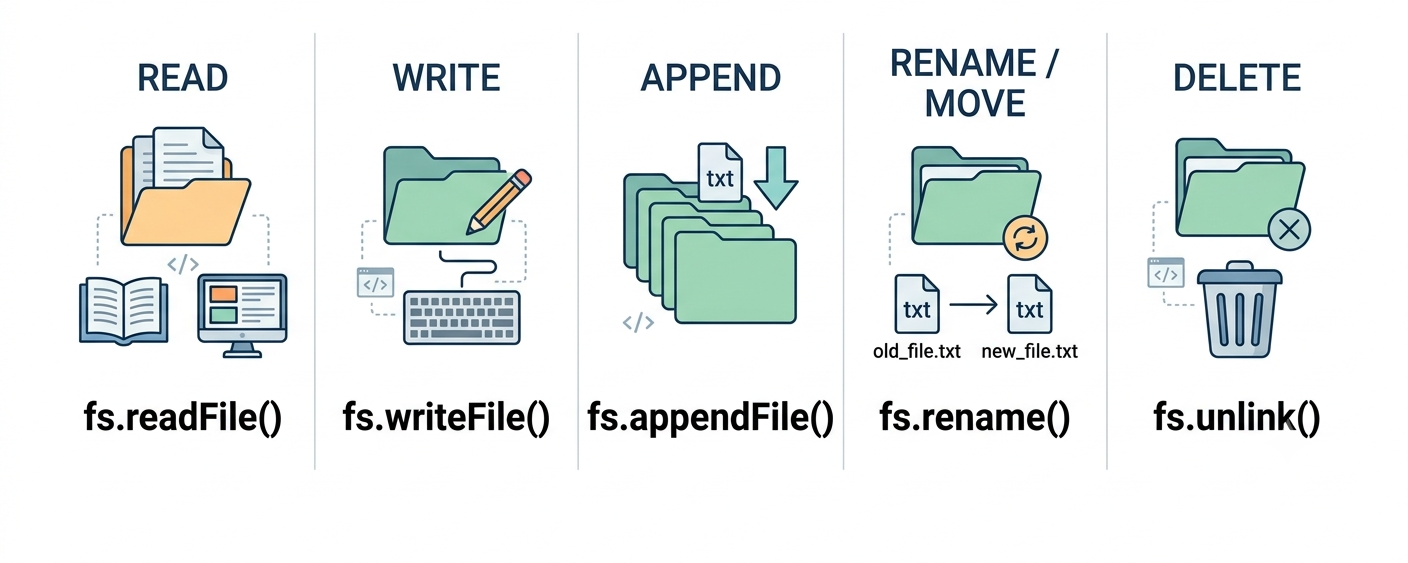 READ
</>
fs.readFile()
WRITE
</>
fs.writeFile()
APPEND
txt
</>
fs.appendFile()
RENAME /
MOVE
txt
txt
old_file.txt
new_file.txt
fs.rename()
DELETE
</>
fs.unlink()